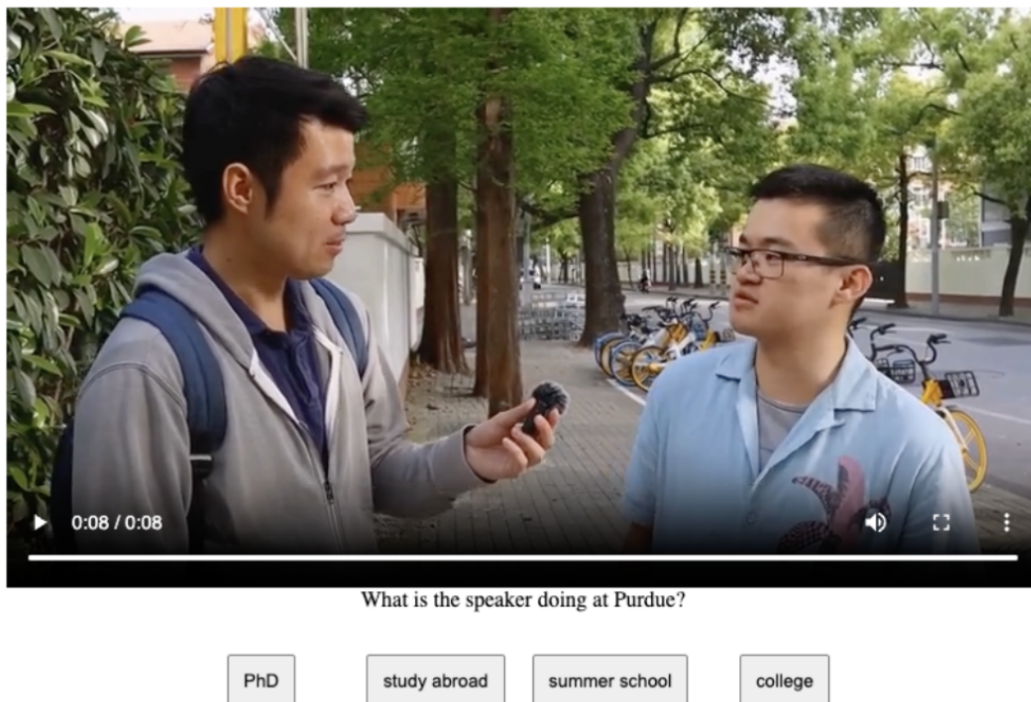 0:08 / 0:08
What is the speaker doing at Purdue?
PhD
study abroad
summer school
college